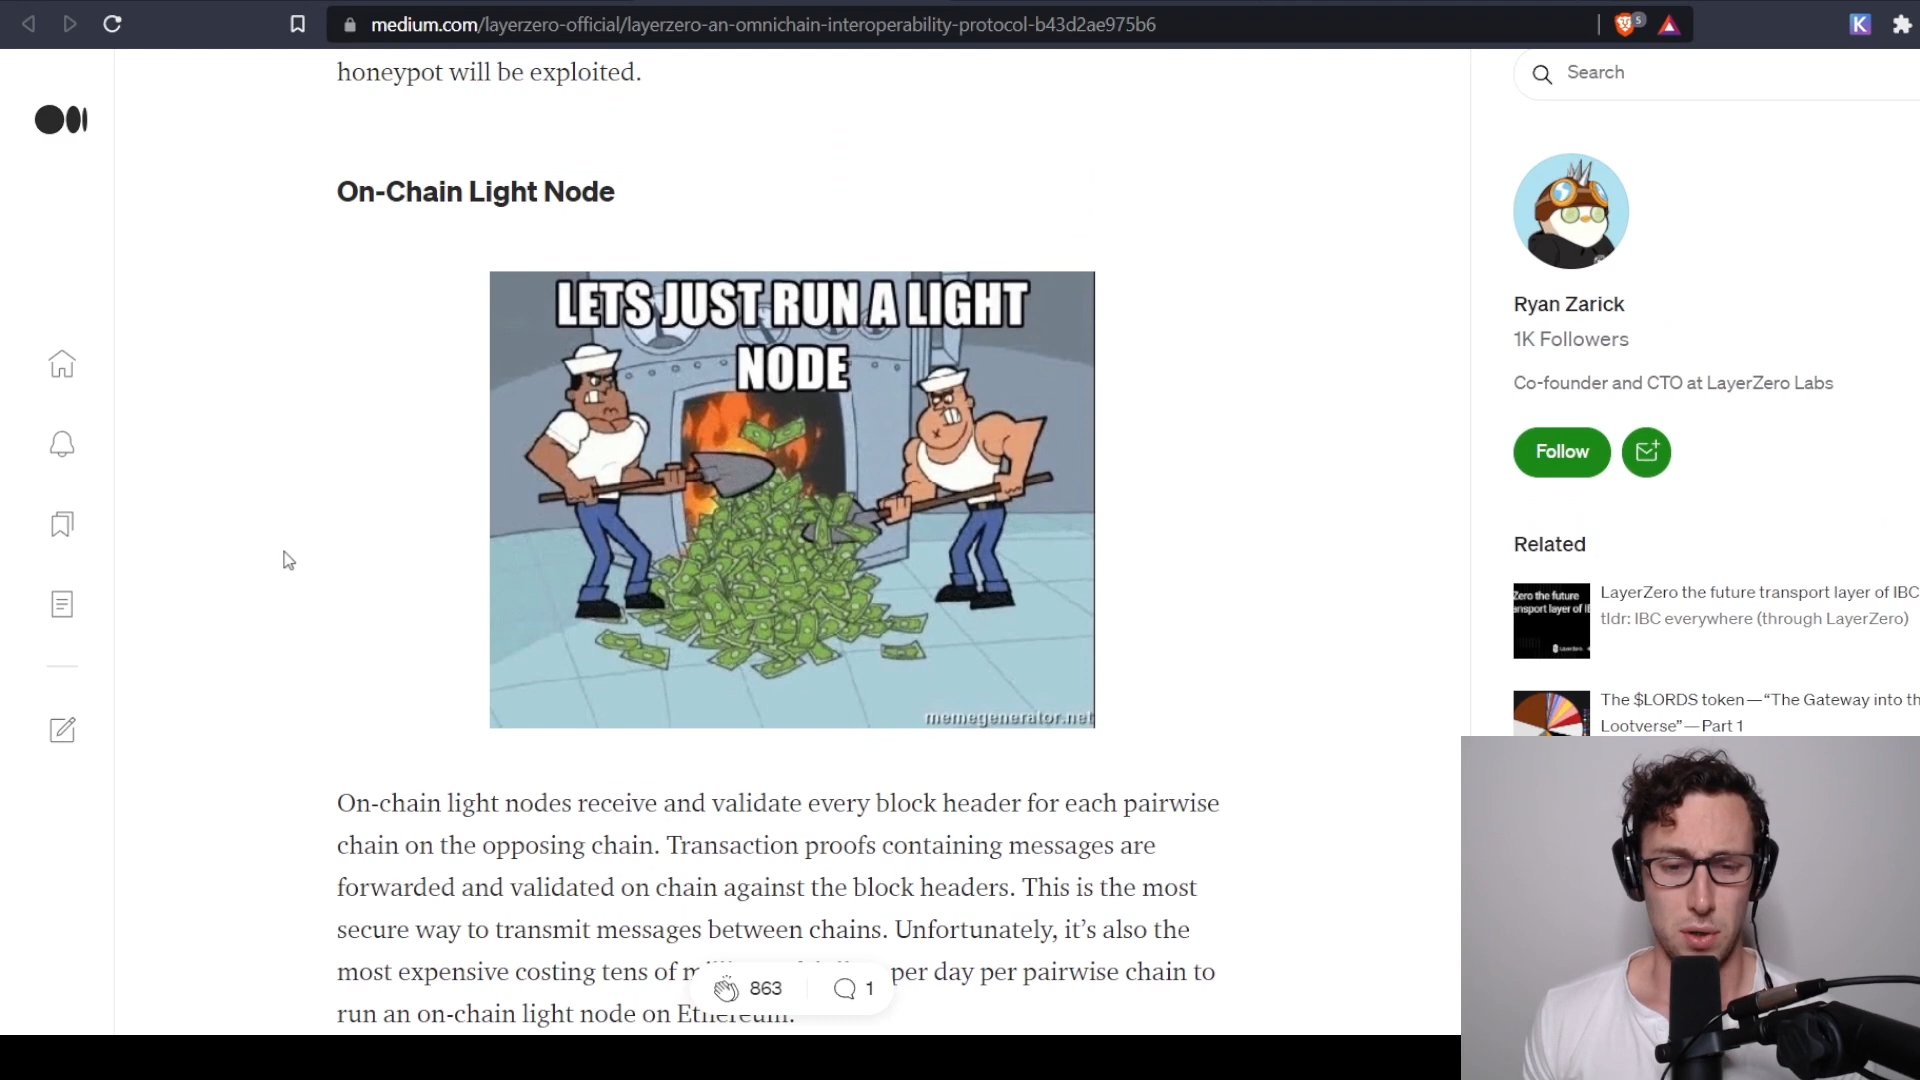 medium.com/layerzero-official/layerzero-an-omnichain-interoperability-protocol-b43d2ae975b6
5
K
honeypot will be exploited.
Search
On-Chain Light Node
LETS JUST RUN A LIGHT
NODE
memegenerator.net
Ryan Zarick
1K Followers
Co-founder and CTO at LayerZero Labs
Follow
Related
Zero the future
LayerZero the future transport layer of IBC
tldr: IBC everywhere (through LayerZero)
The $LORDS token—“The Gateway into th
Lootverse”—Part 1
On-chain light nodes receive and validate every block header for each pairwise
chain on the opposing chain. Transaction proofs containing messages are
forwarded and validated on chain against the block headers. This is the most
secure way to transmit messages between chains. Unfortunately, it’s also the
most expensive costing tens of per day per pairwise chain to
863 1
run an on-chain light node on Ethereum.